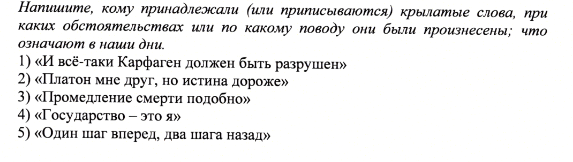 Напишите, кому принадлежали (или приписываются) крылатые слова, при
каких обстоятельствах или по какому поводу они были произнесены; что
означают в наши дни.
1) «И всё-таки Карфаген должен быть разрушен»
2) «Платон мне друг, но истина дороже»
3) «Промедление смерти подобно»
4) «Государство – это я»
5) «Один шаг вперед, два шага назад»